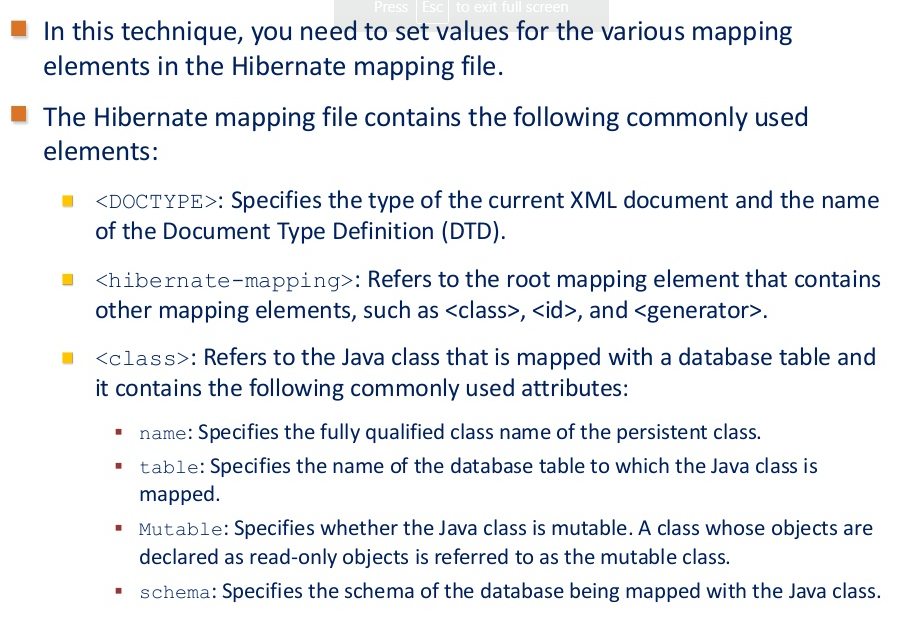 Press Esc to exit full screen
In this technique, you need to set values for the various mapping
elements in the Hibernate mapping file.
The Hibernate mapping file contains the following commonly used
elements:
<DOCTYPE>: Specifies the type of the current XML document and the name
of the Document Type Definition (DTD).
<hibernate-mapping>: Refers to the root mapping element that contains
other mapping elements, such as <class>, <id>, and <generator>.
<class>: Refers to the Java class that is mapped with a database table and
it contains the following commonly used attributes:
name: Specifies the fully qualified class name of the persistent class.
table: Specifies the name of the database table to which the Java class is
mapped.
Mutable: Specifies whether the Java class is mutable. A class whose objects are
declared as read-only objects is referred to as the mutable class.
schema: Specifies the schema of the database being mapped with the Java class.